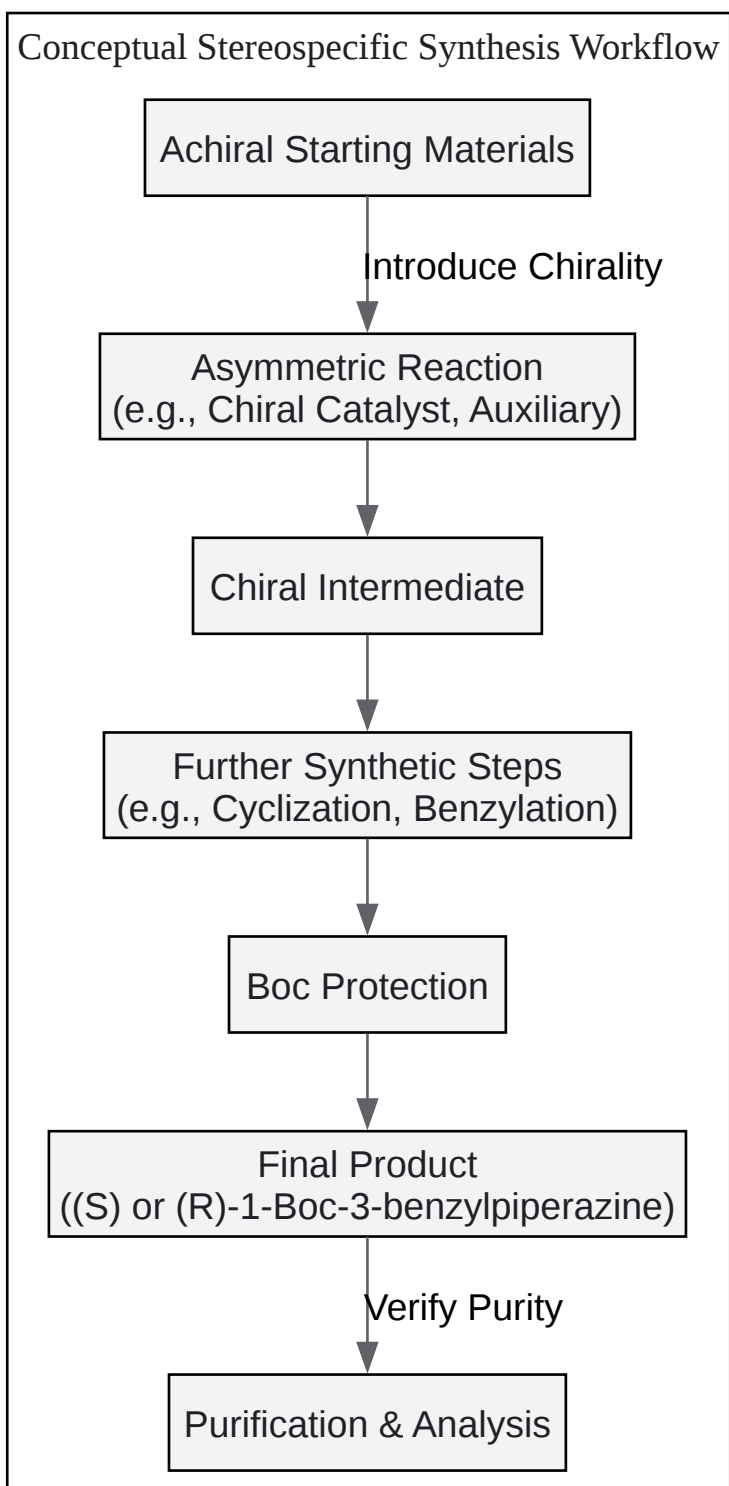 Conceptual Stereospecific Synthesis Workflow
Achiral Starting Materials
Introduce Chirality
Asymmetric Reaction
(e.g., Chiral Catalyst, Auxiliary)
Chiral Intermediate
Further Synthetic Steps
(e.g., Cyclization, Benzylation)
Boc Protection
Final Product
((S) or (R)-1-Boc-3-benzylpiperazine)
Verify Purity
Purification & Analysis